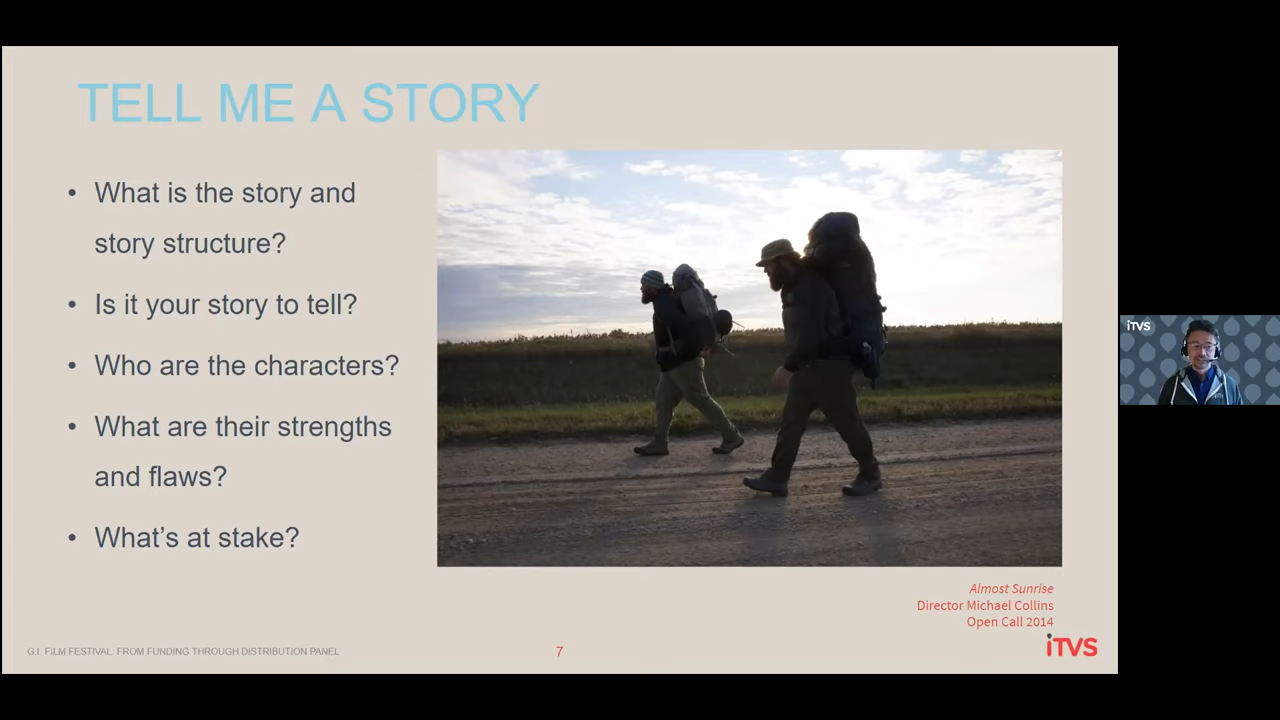 TELL ME A STORY
• What is the story and
story structure?
• Is it your story to tell?
• Who are the characters?
• What are their strengths
and flaws?
• What’s at stake?
Almost Sunrise
Director Michael Collins
Open Call 2014
G.I. FILM FESTIVAL: FROM FUNDING THROUGH DISTRIBUTION PANEL
7
iTVS
iTVS